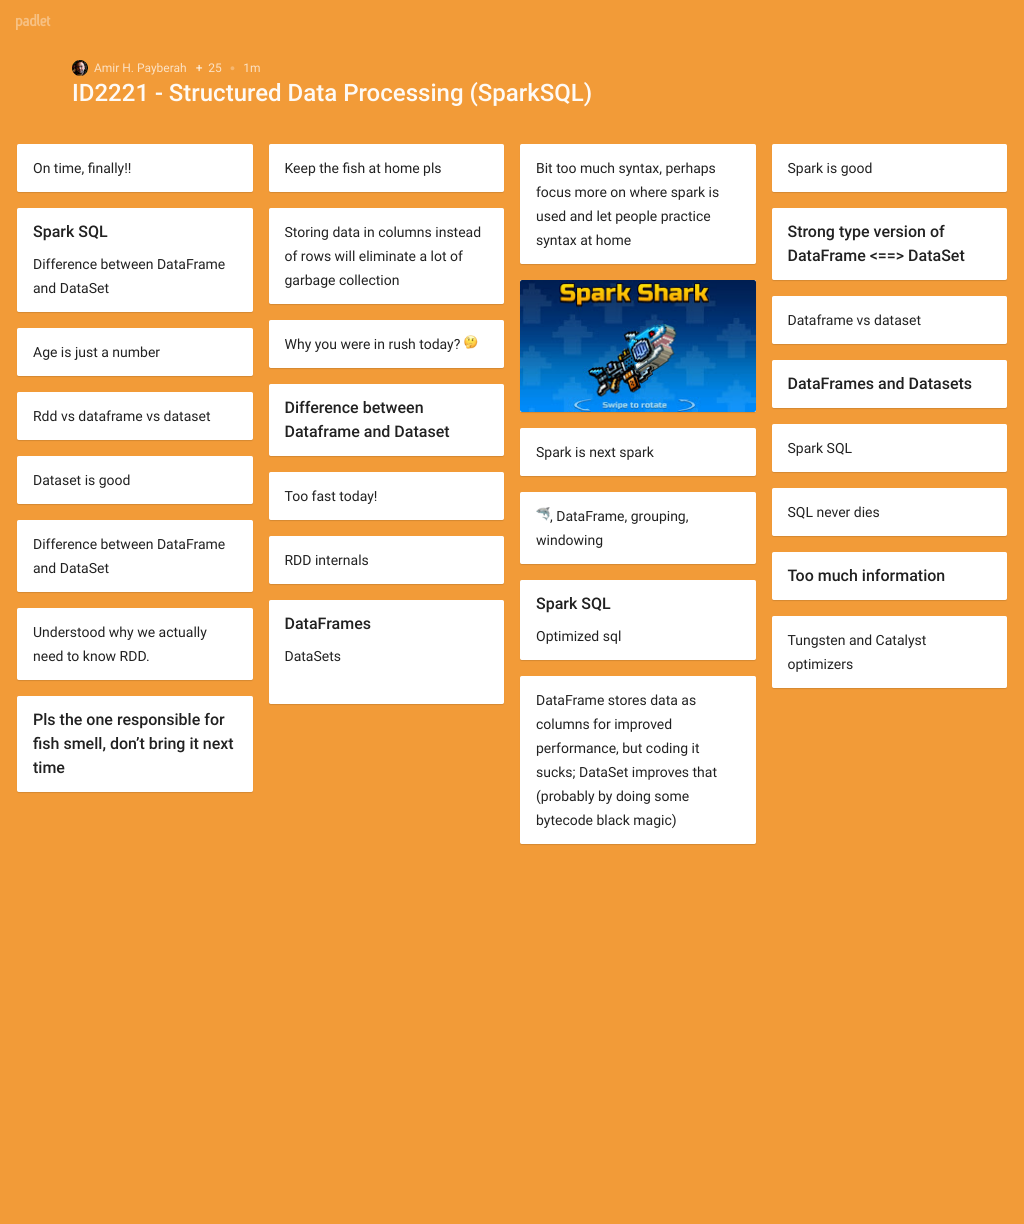 padlet
Amir H. Payberah + 25 • 1m
ID2221 - Structured Data Processing (SparkSQL)
On time, finally!!
Spark SQL
Difference between DataFrame
and DataSet
Age is just a number
Rdd vs dataframe vs dataset
Dataset is good
Difference between DataFrame
and DataSet
Understood why we actually
need to know RDD.
Pls the one responsible for
fish smell, don’t bring it next
time
Keep the fish at home pls
Storing data in columns instead
of rows will eliminate a lot of
garbage collection
Why you were in rush today? 🤔
Difference between
Dataframe and Dataset
Too fast today!
RDD internals
DataFrames
DataSets
Bit too much syntax, perhaps
focus more on where spark is
used and let people practice
syntax at home
Spark Shark
Swipe to rotate
Spark is next spark
🦈, DataFrame, grouping,
windowing
Spark SQL
Optimized sql
DataFrame stores data as
columns for improved
performance, but coding it
sucks; DataSet improves that
(probably by doing some
bytecode black magic)
Spark is good
Strong type version of
DataFrame <==> DataSet
Dataframe vs dataset
DataFrames and Datasets
Spark SQL
SQL never dies
Too much information
Tungsten and Catalyst
optimizers